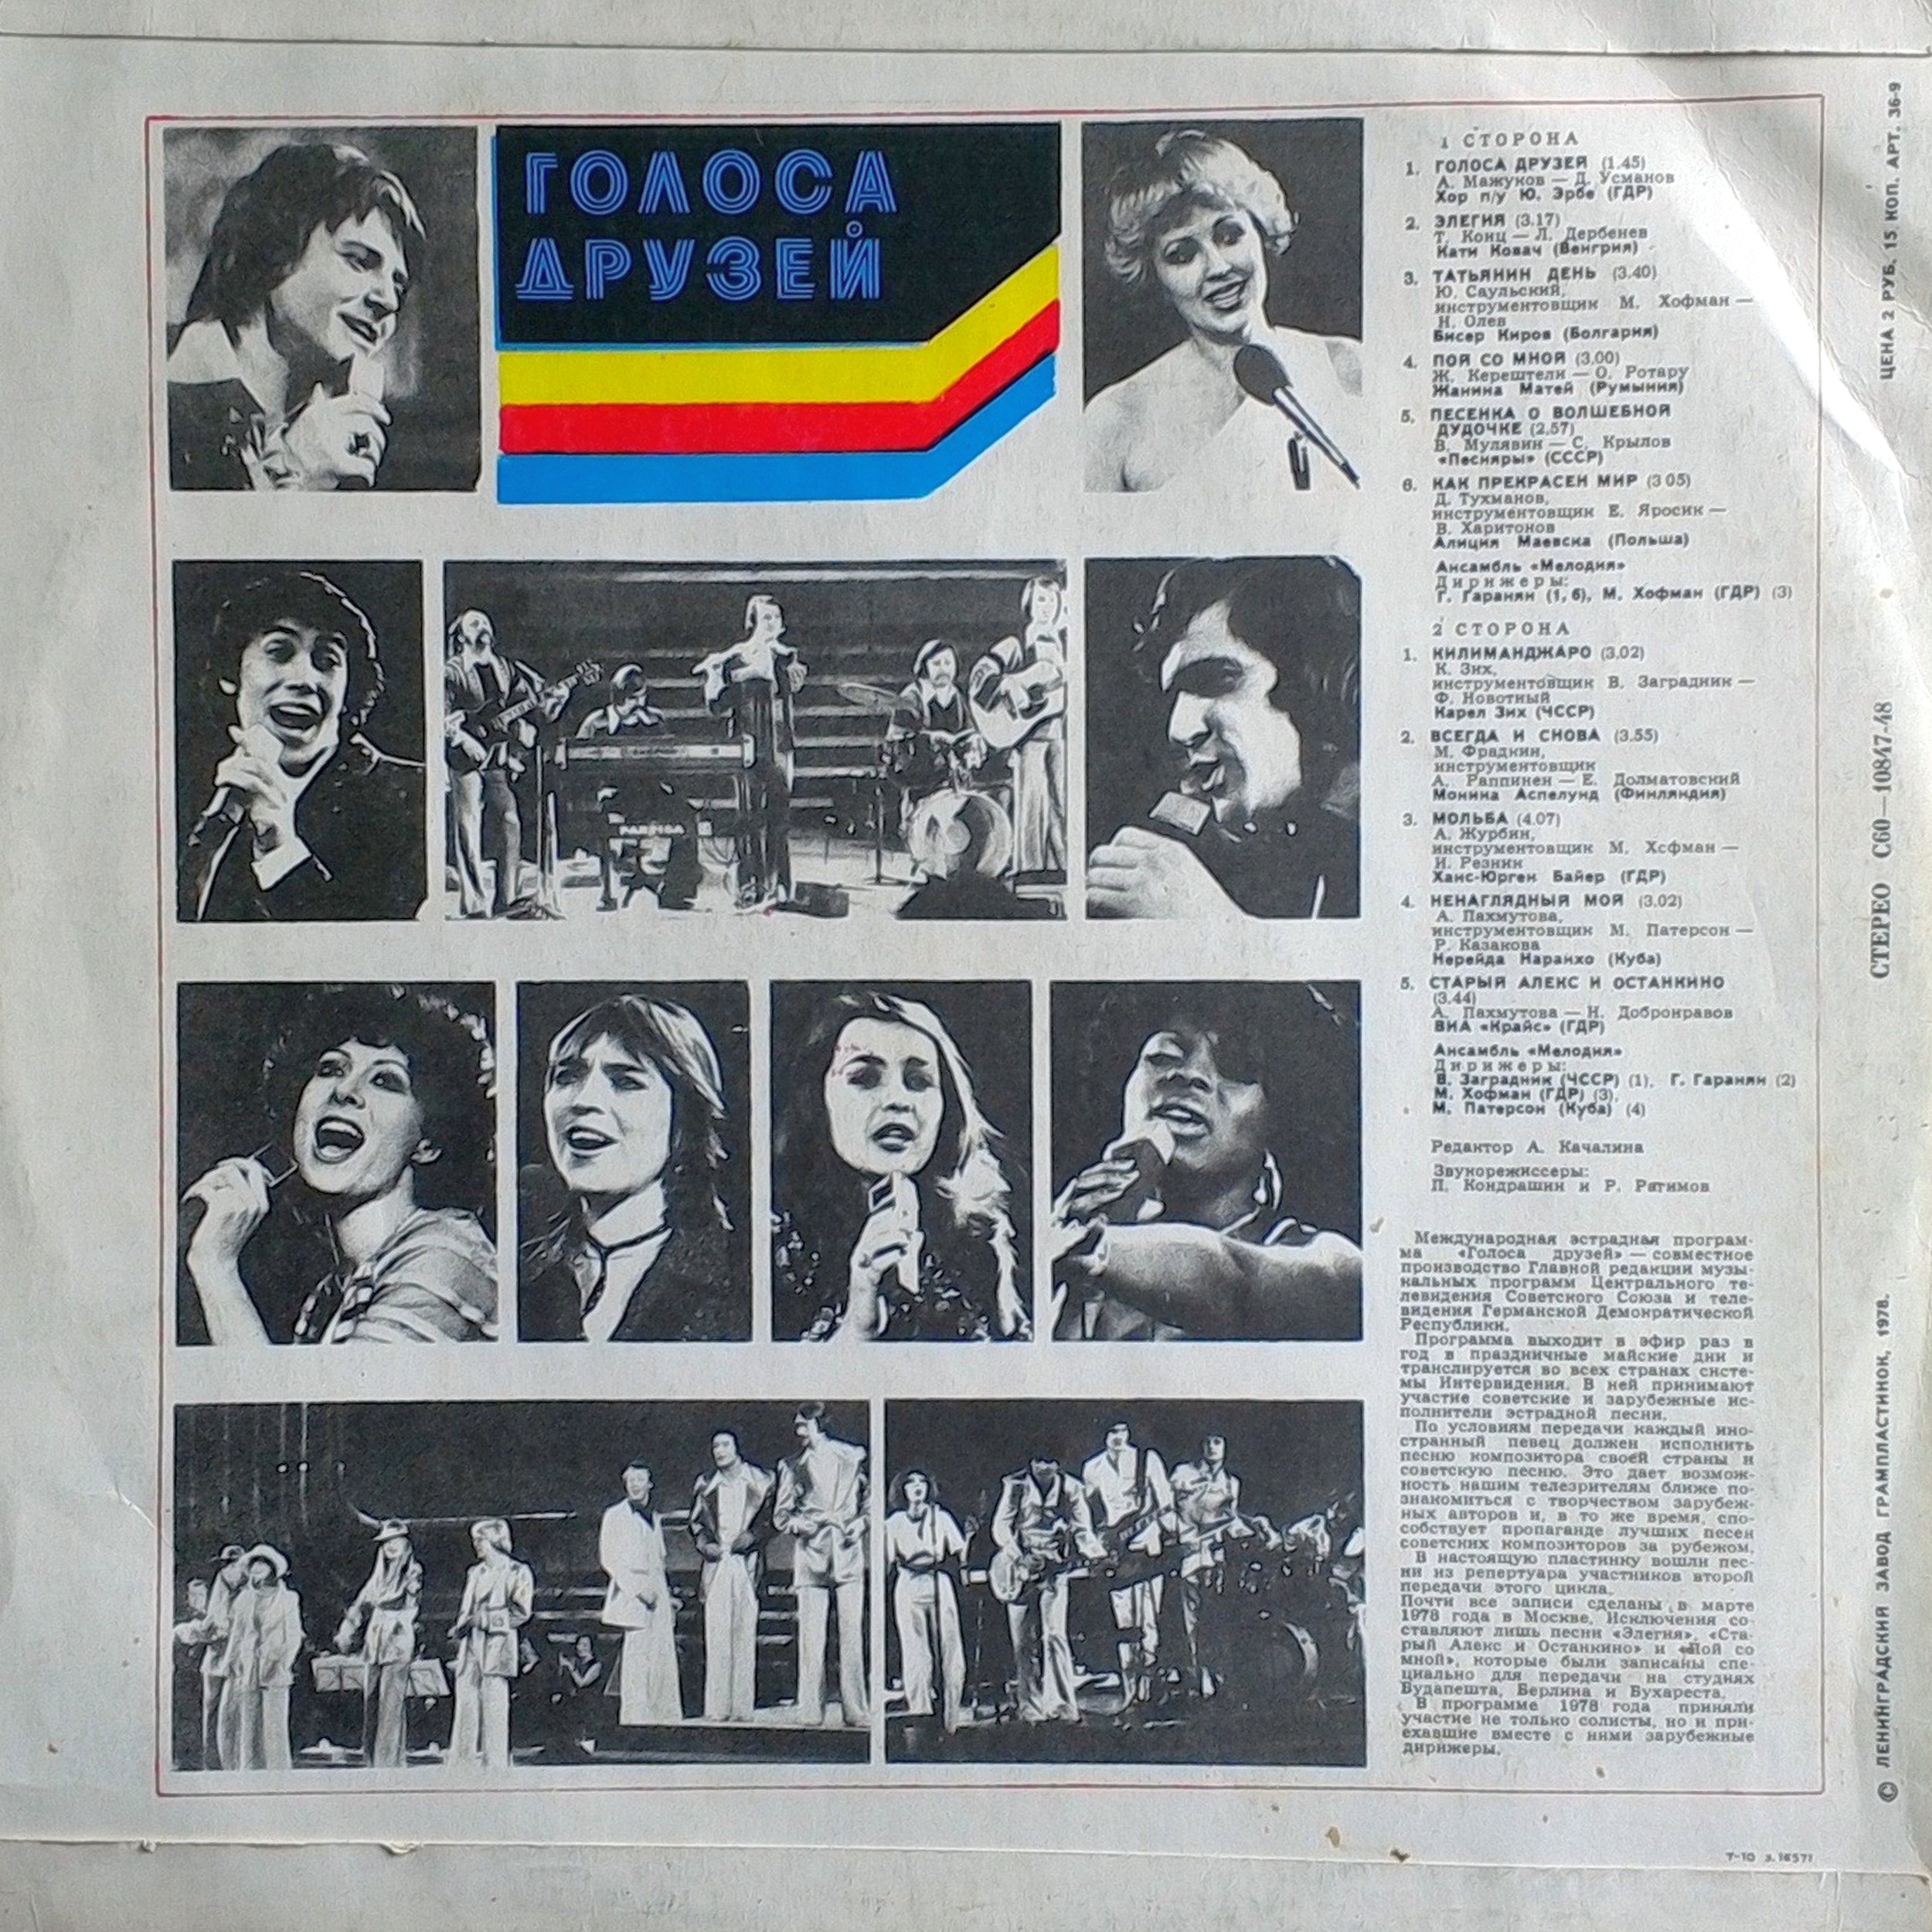 ГОЛОСА
ДРУЗЕЙ
1 СТОРОНА
1. ГОЛОСА ДРУЗЕЙ (1.45)
А. Мажуков — Д. Усманов
Хор п/у Ю. Эрбе (ГДР)
2. ЭЛЕГИЯ (3.17)
Т. Конц — Л. Дербенев
Кати Ковач (Венгрия)
3. ТАТЬЯНИН ДЕНЬ (3.40)
Ю. Саульский,
инструментовщик М. Хофман —
Н. Олев
Бисер Киров (Болгария)
4. ПОЯ СО МНОЙ (3.00)
Ж. Керештели — О. Ротару
Жанина Матей (Румыния)
5. ПЕСЕНКА О ВОЛШЕБНОЙ
ДУДОЧКЕ (2.57)
В. Мулявин — С. Крылов
«Песняры» (СССР)
6. КАК ПРЕКРАСЕН МИР (3 05)
Д. Тухманов,
инструментовщик Е. Яросик —
В. Харитонов
Алиция Маевска (Польша)
Ансамбль «Мелодия»
Дирижеры:
Г. Гаранян (1, 6), М. Хофман (ГДР) (3)
2 СТОРОНА
1. КИЛИМАНДЖАРО (3.02)
К. Зих,
инструментовщик В. Заградник —
Ф. Новотный
Карел Зих (ЧССР)
2. ВСЕГДА И СНОВА (3.55)
М. Фрадкин,
инструментовщик
А. Раппинен — Е. Долматовский
Монина Аспелунд (Финляндия)
3. МОЛЬБА (4.07)
А. Журбин,
инструментовщик М. Хофман —
И. Резник
Ханс-Юрген Байер (ГДР)
4. НЕНАГЛЯДНЫЙ МОЙ (3.02)
А. Пахмутова,
инструментовщик М. Патерсон —
Р. Казакова
Нерейда Наранхо (Куба)
5. СТАРЫЙ АЛЕКС И ОСТАНКИНО
(3.44)
А. Пахмутова — Н. Добронравов
ВИА «Крайс» (ГДР)
Ансамбль «Мелодия»
Дирижеры:
В. Заградник (ЧССР) (1), Г. Гаранян (2)
М. Хофман (ГДР) (3),
М. Патерсон (Куба) (4)
Редактор А. Качалина
Звукорежиссеры:
П. Кондрашин и Р. Рагимов
Международная эстрадная програм-
ма «Голоса друзей» — совместное
производство Главной редакции музы-
кальных программ Центрального те-
левидения Советского Союза и теле-
видения Германской Демократической
Республики.
Программа выходит в эфир раз в
год в праздничные майские дни и
транслируется во всех странах систе-
мы Интервидения. В ней принимают
участие советские и зарубежные ис-
полнители эстрадной песни.
По условиям передачи каждый ино-
странный певец должен исполнить
песню композитора своей страны и
советскую песню. Это дает возмож-
ность нашим телезрителям ближе по-
знакомиться с творчеством зарубеж-
ных авторов и, в то же время, спо-
собствует пропаганде лучших песен
советских композиторов за рубежом.
В настоящую пластинку вошли пес-
ни из репертуара участников второй
передачи этого цикла.
Почти все записи сделаны в марте
1978 года в Москве. Исключения со-
ставляют лишь песни «Элегия», «Ста-
рый Алекс и Останкино» и «Пой со
мной», которые были записаны спе-
циально для передачи на студиях
Будапешта, Берлина и Бухареста.
В программе 1978 года приняли
участие не только солисты, но и при-
ехавшие вместе с ними зарубежные
дирижеры.
ЦЕНА 2 РУБ. 15 КОП. АРТ. 36-9
СТЕРЕО С60—10847-48
© ЛЕНИНГРАДСКИЙ ЗАВОД ГРАМПЛАСТИНОК, 1978.
Т-10 з. 16571